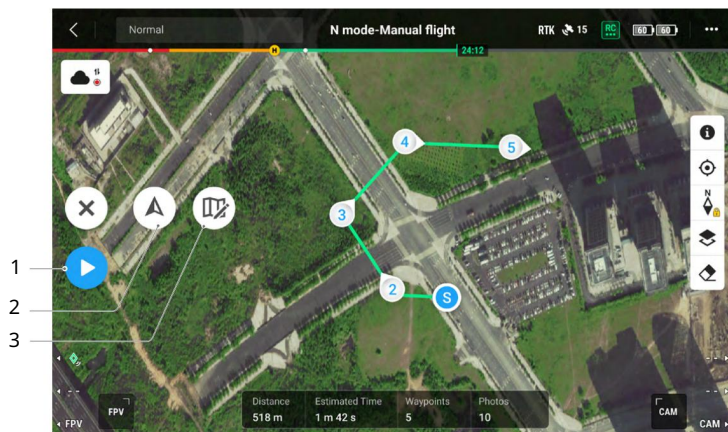 Normal
N mode-Manual flight
RTK 15 RC 60 60
H
24:12
4
5
N
3
1
2
S
2
3
Distance Estimated Time Waypoints Photos
518 m 1 m 42 s 5 10
FPV
CAM
FPV
CAM